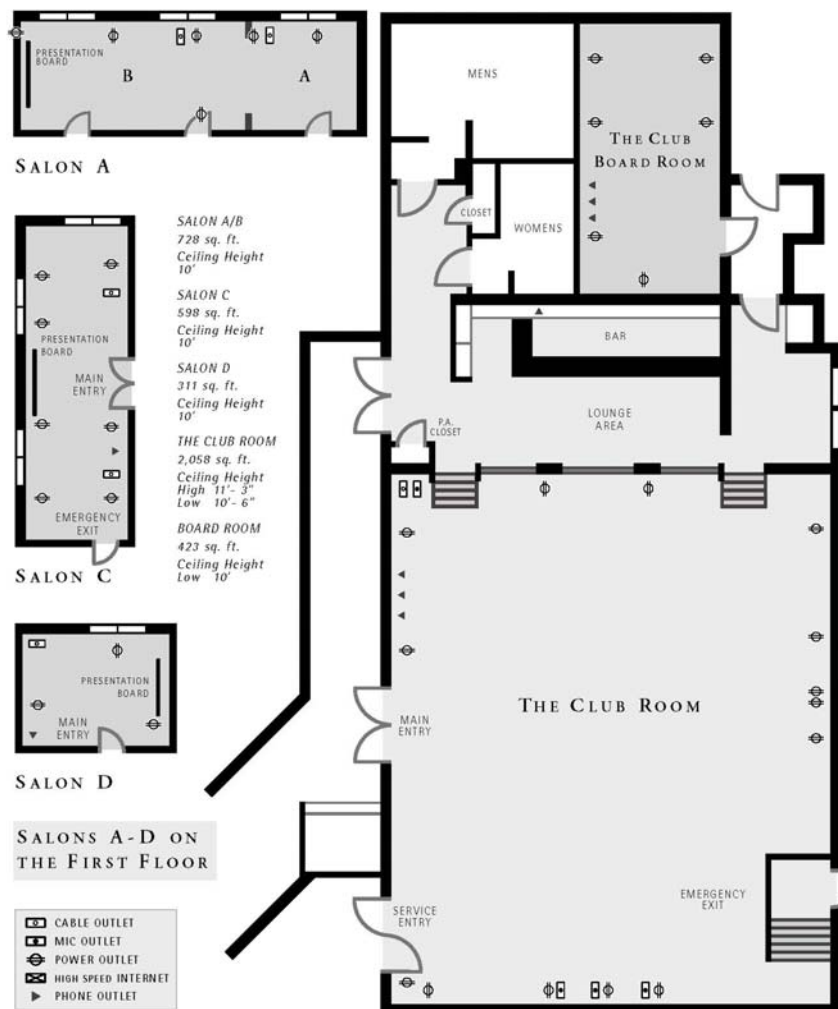 PRESENTATION
BOARD
B
A
SALON A
MENS
THE CLUB
BOARD ROOM
CLOSET
WOMENS
SALON A/B
728 sq. ft.
Ceiling Height
10'
SALON C
598 sq. ft.
Ceiling Height
10'
SALON D
311 sq. ft.
Ceiling Height
10'
THE CLUB ROOM
2,058 sq. ft.
Ceiling Height
High 11'- 3"
Low 10'- 6"
BOARD ROOM
423 sq. ft.
Ceiling Height
Low 10'
PRESENTATION
BOARD
MAIN
ENTRY
EMERGENCY
EXIT
SALON C
BAR
LOUNGE
AREA
P.A.
CLOSET
PRESENTATION
BOARD
MAIN
ENTRY
SALON D
THE CLUB ROOM
MAIN
ENTRY
SERVICE
ENTRY
EMERGENCY
EXIT
SALONS A-D ON
THE FIRST FLOOR
CABLE OUTLET
MIC OUTLET
POWER OUTLET
HIGH SPEED INTERNET
PHONE OUTLET